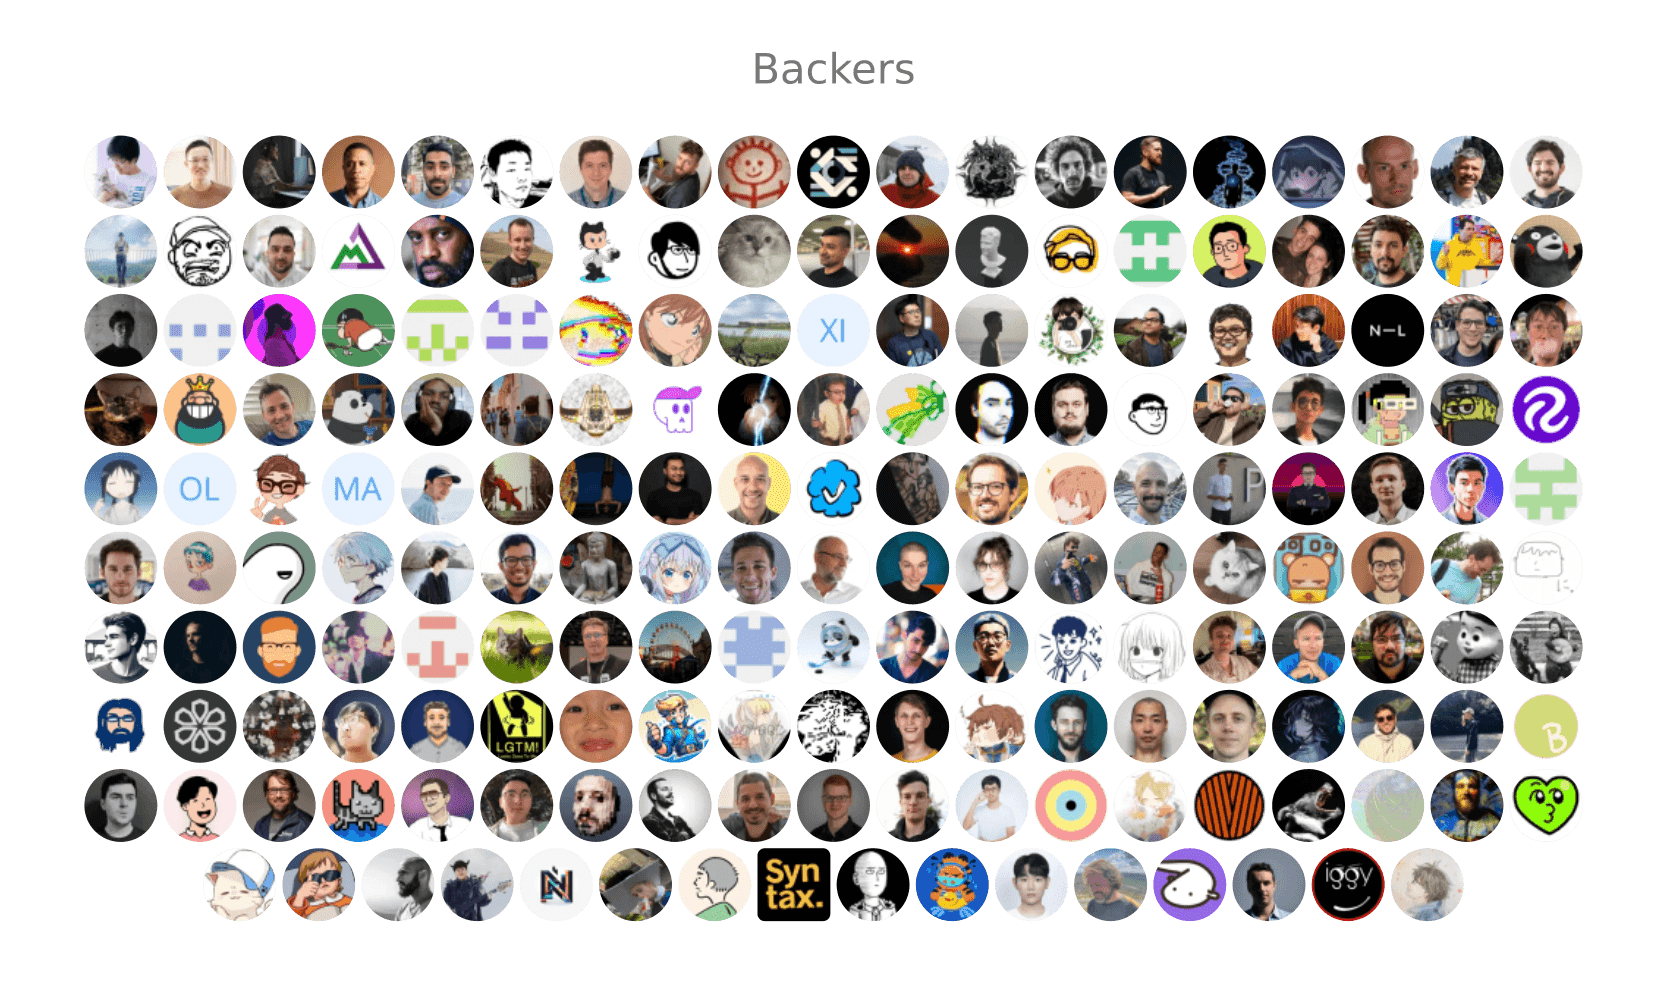 Backers
XI
N—L
OL
MA
P
LGTM!
B
Syn
tax.
iggy